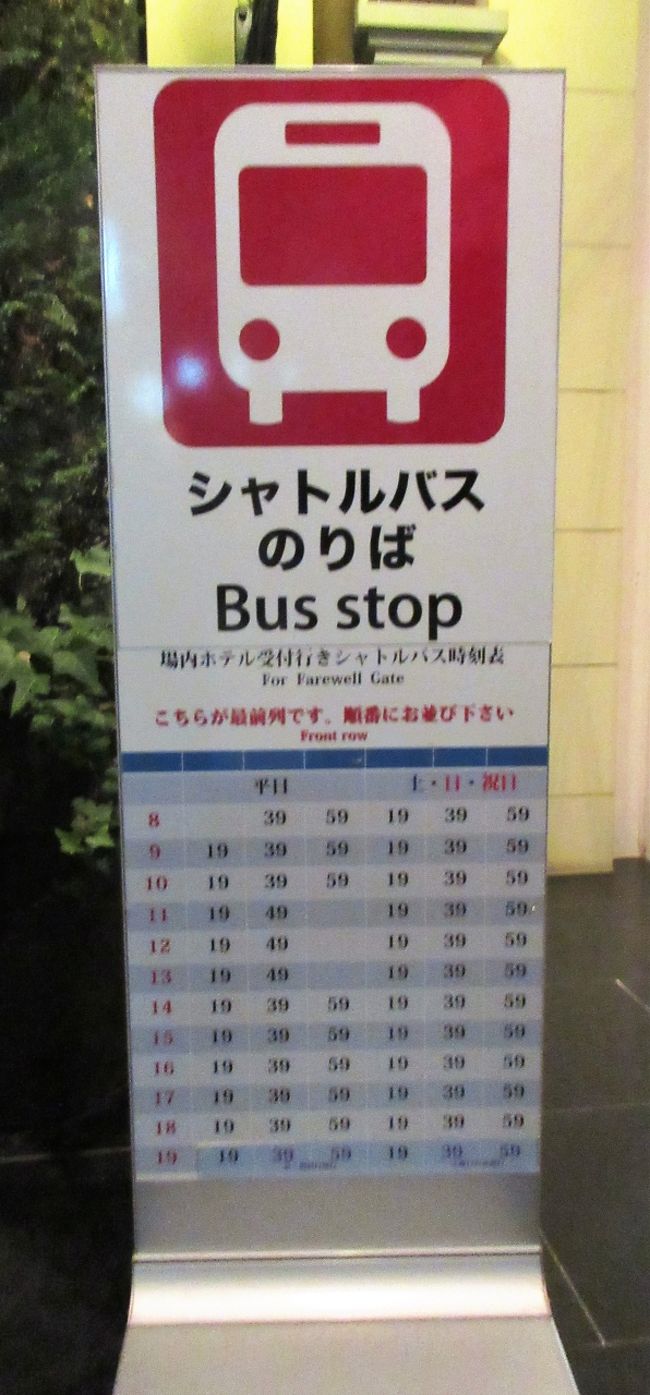 シャトルバス
のりば
Bus stop
場内ホテル受付行きシャトルバス時刻表
For Farewell Gate
こちらが最前列です。順番にお並び下さい
Front row
平日 土・日・祝日
8 39 59 19 39 59
9 19 39 59 19 39 59
10 19 39 59 19 39 59
11 19 49 19 39 59
12 19 49 19 39 59
13 19 49 19 39 59
14 19 39 59 19 39 59
15 19 39 59 19 39 59
16 19 39 59 19 39 59
17 19 39 59 19 39 59
18 19 39 59 19 39 59
19 19 39 59 19 39 59